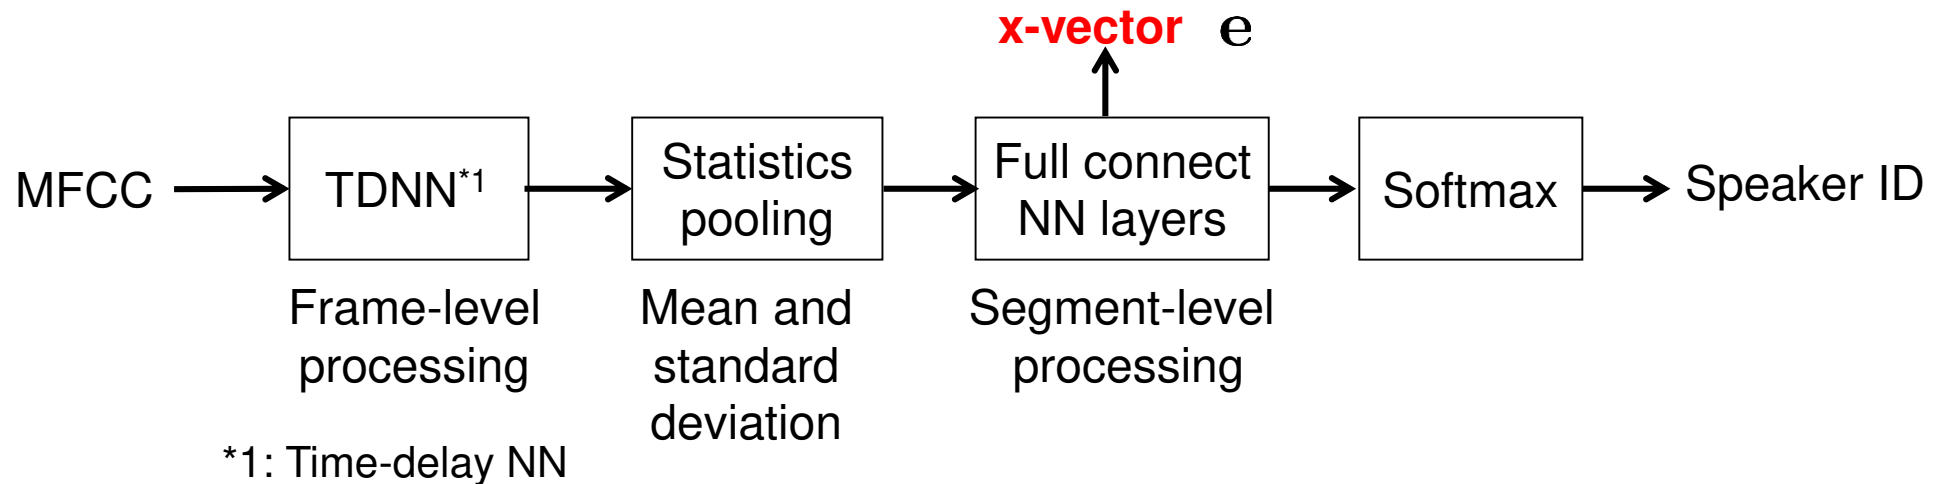 x-vector e
MFCC
TDNN*1
Statistics
pooling
Full connect
NN layers
Softmax
Speaker ID
Frame-level
processing
Mean and
standard
deviation
Segment-level
processing
*1: Time-delay NN